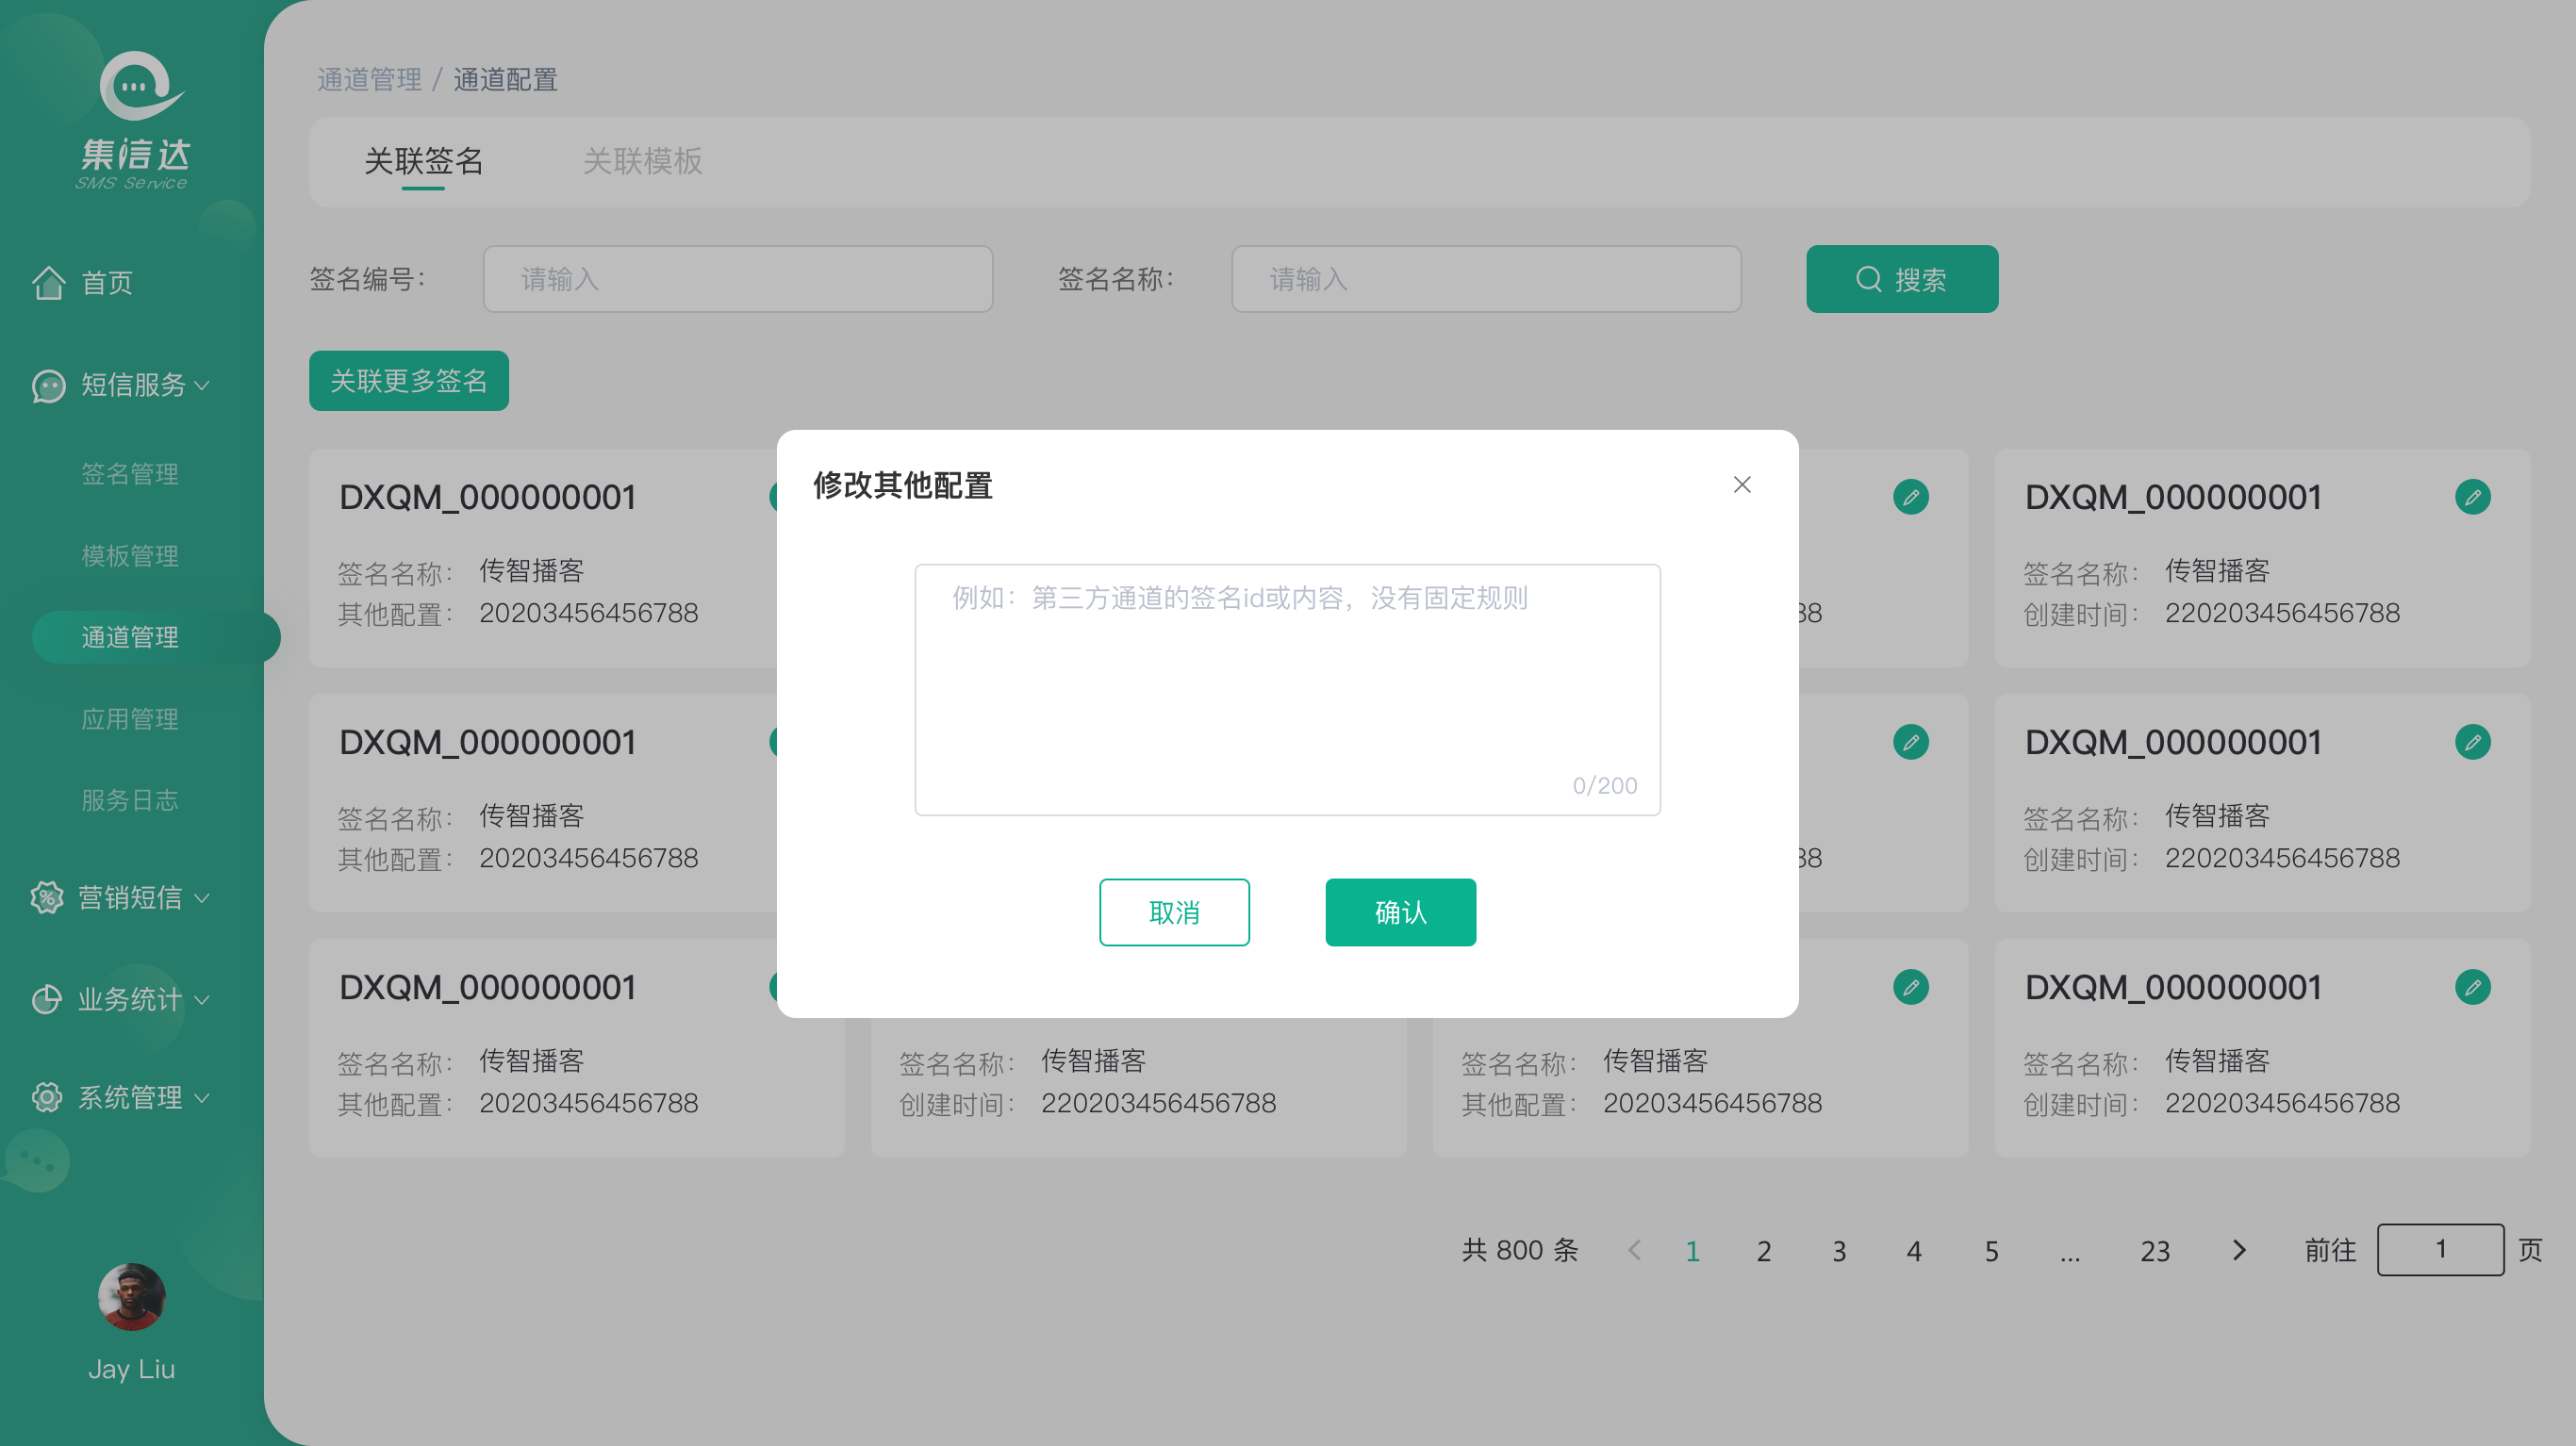 集信达
SMS Service
首页
短信服务
签名管理
模板管理
通道管理
应用管理
服务日志
营销短信
业务统计
系统管理
Jay Liu
通道管理 / 通道配置
关联签名 关联模板
签名编号： 请输入 签名名称： 请输入 搜索
关联更多签名
DXQM_000000001
签名名称： 传智播客
其他配置： 20203456456788
88
DXQM_000000001
签名名称： 传智播客
创建时间： 220203456456788
DXQM_000000001
签名名称： 传智播客
其他配置： 20203456456788
88
DXQM_000000001
签名名称： 传智播客
创建时间： 220203456456788
DXQM_000000001
签名名称： 传智播客
其他配置： 20203456456788
签名名称： 传智播客
创建时间： 220203456456788
签名名称： 传智播客
其他配置： 20203456456788
DXQM_000000001
签名名称： 传智播客
创建时间： 220203456456788
修改其他配置
例如：第三方通道的签名id或内容，没有固定规则
0/200
取消 确认
共 800 条 1 2 3 4 5 ... 23 前往 1 页